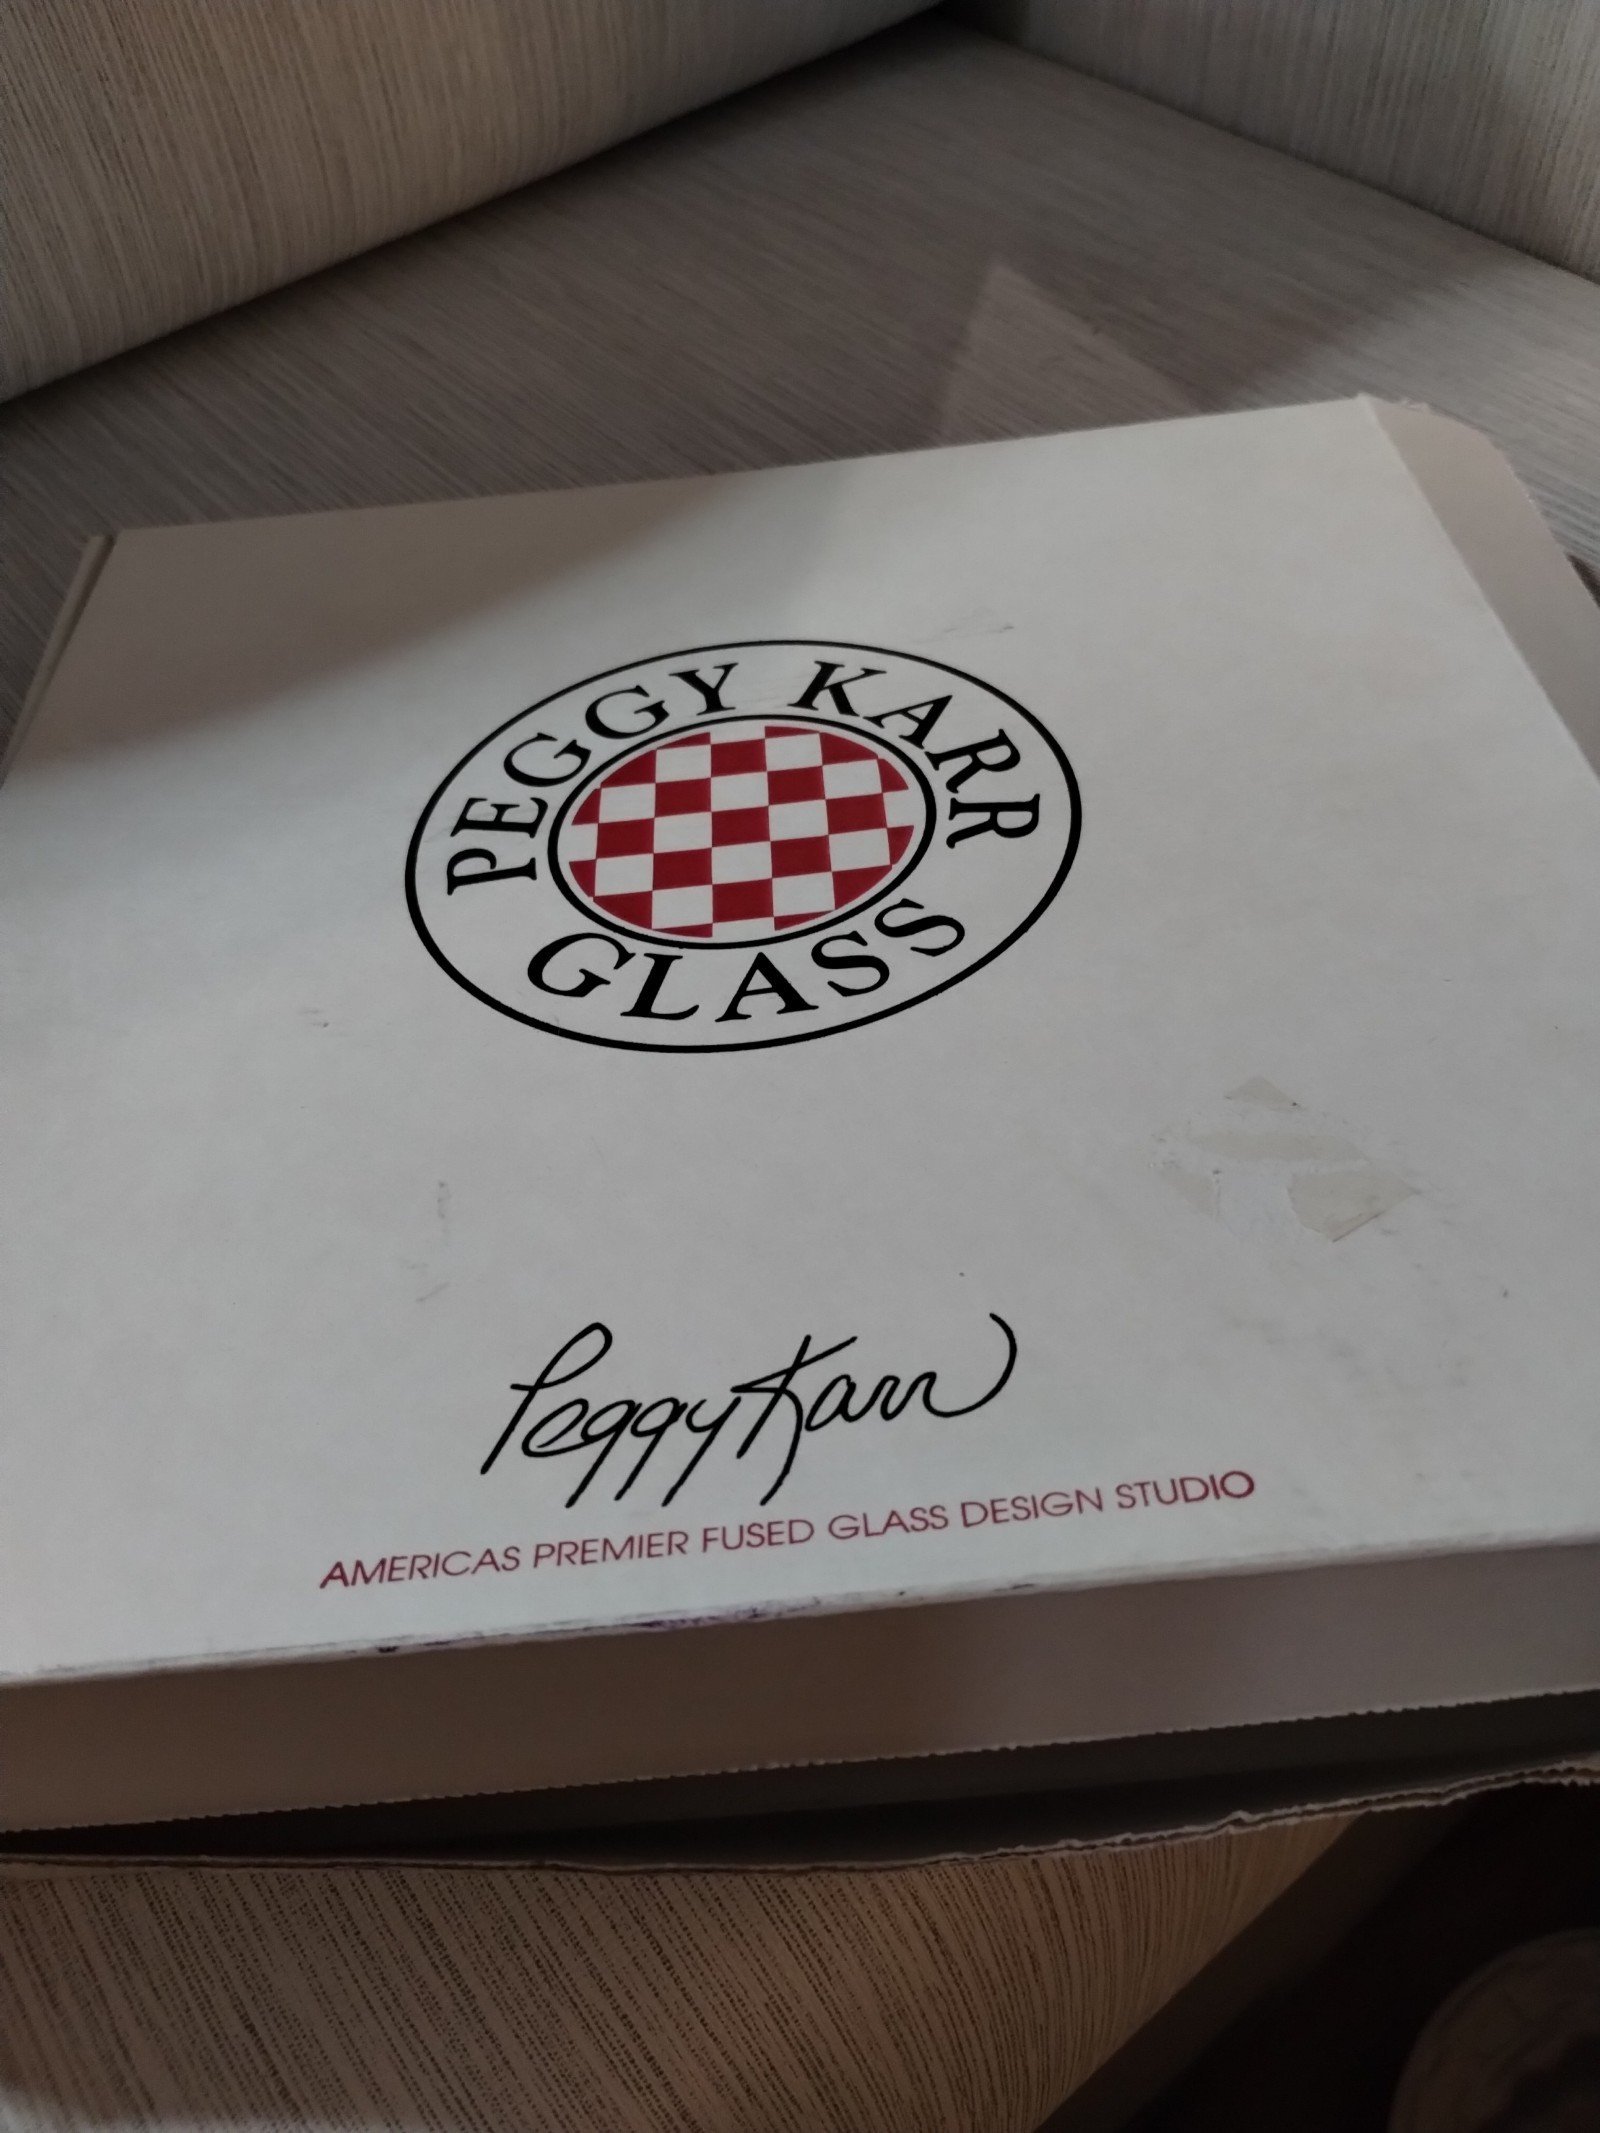 PEGGY KARR
GLASS
Peggy Karr
AMERICAS PREMIER FUSED GLASS DESIGN STUDIO